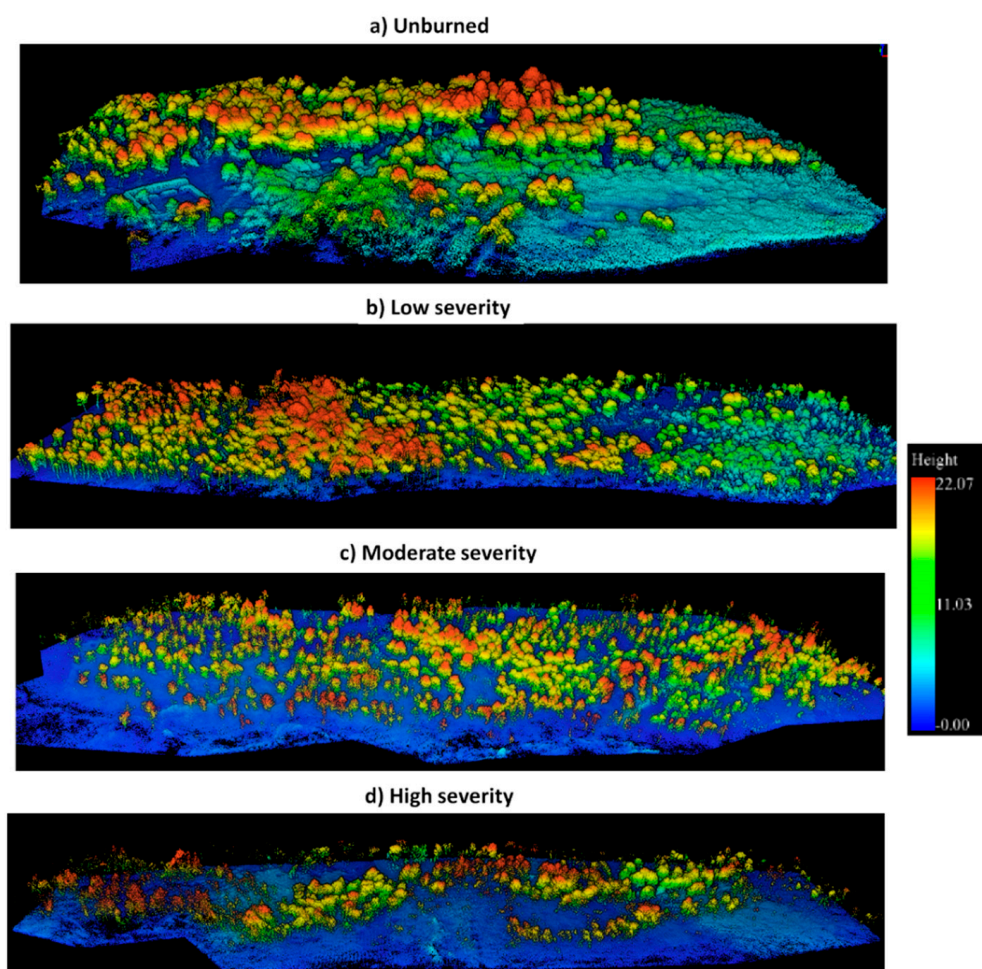 a) Unburned
b) Low severity
Height
22.07
11.03
-0.00
c) Moderate severity
d) High severity